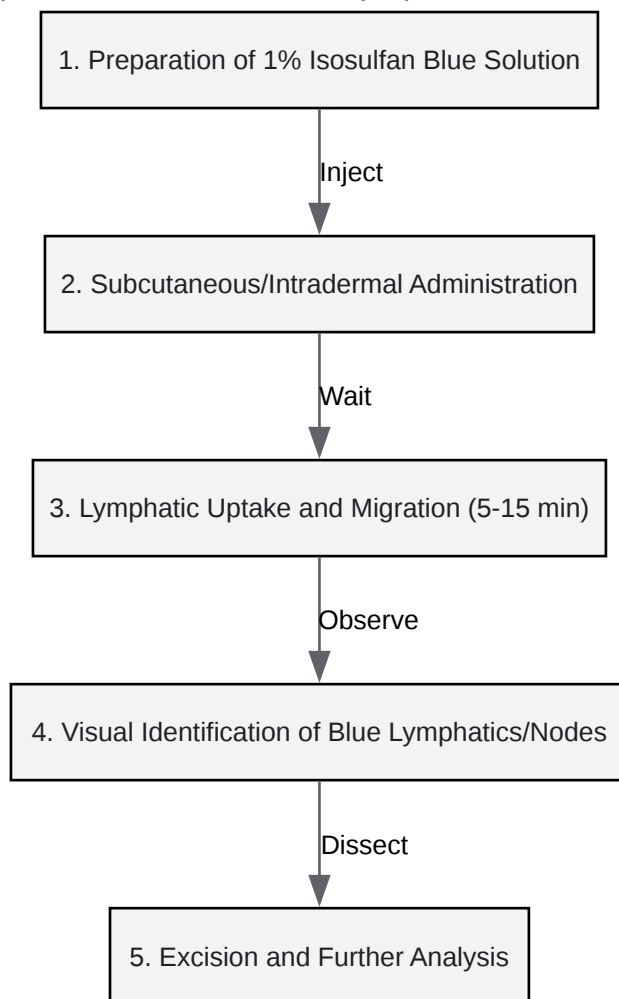 1. Preparation of 1% Isosulfan Blue Solution
Inject
2. Subcutaneous/Intradermal Administration
Wait
3. Lymphatic Uptake and Migration (5-15 min)
Observe
4. Visual Identification of Blue Lymphatics/Nodes
Dissect
5. Excision and Further Analysis